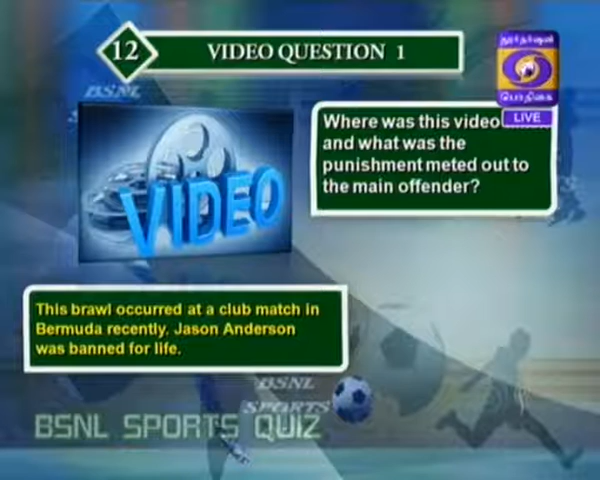 12
VIDEO QUESTION 1
தூர்தர்ஷன்
பொதிகை
LIVE
BSNL
Where was this video
and what was the
punishment meted out to
the main offender?
VIDEO
This brawl occurred at a club match in
Bermuda recently. Jason Anderson
was banned for life.
BSNL
SPORTS
BSNL SPORTS QUIZ